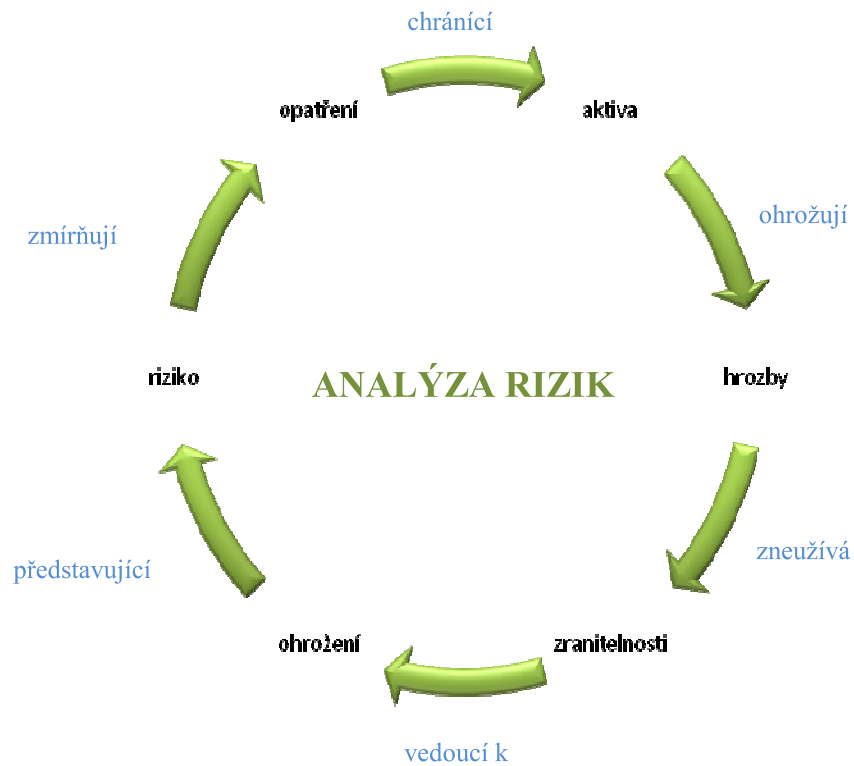 chránící
opatření
aktiva
zmírňují
ohrožují
riziko
ANALÝZA RIZIK
hrozby
představující
zneužívá
ohrožení
zranitelnosti
vedoucí k